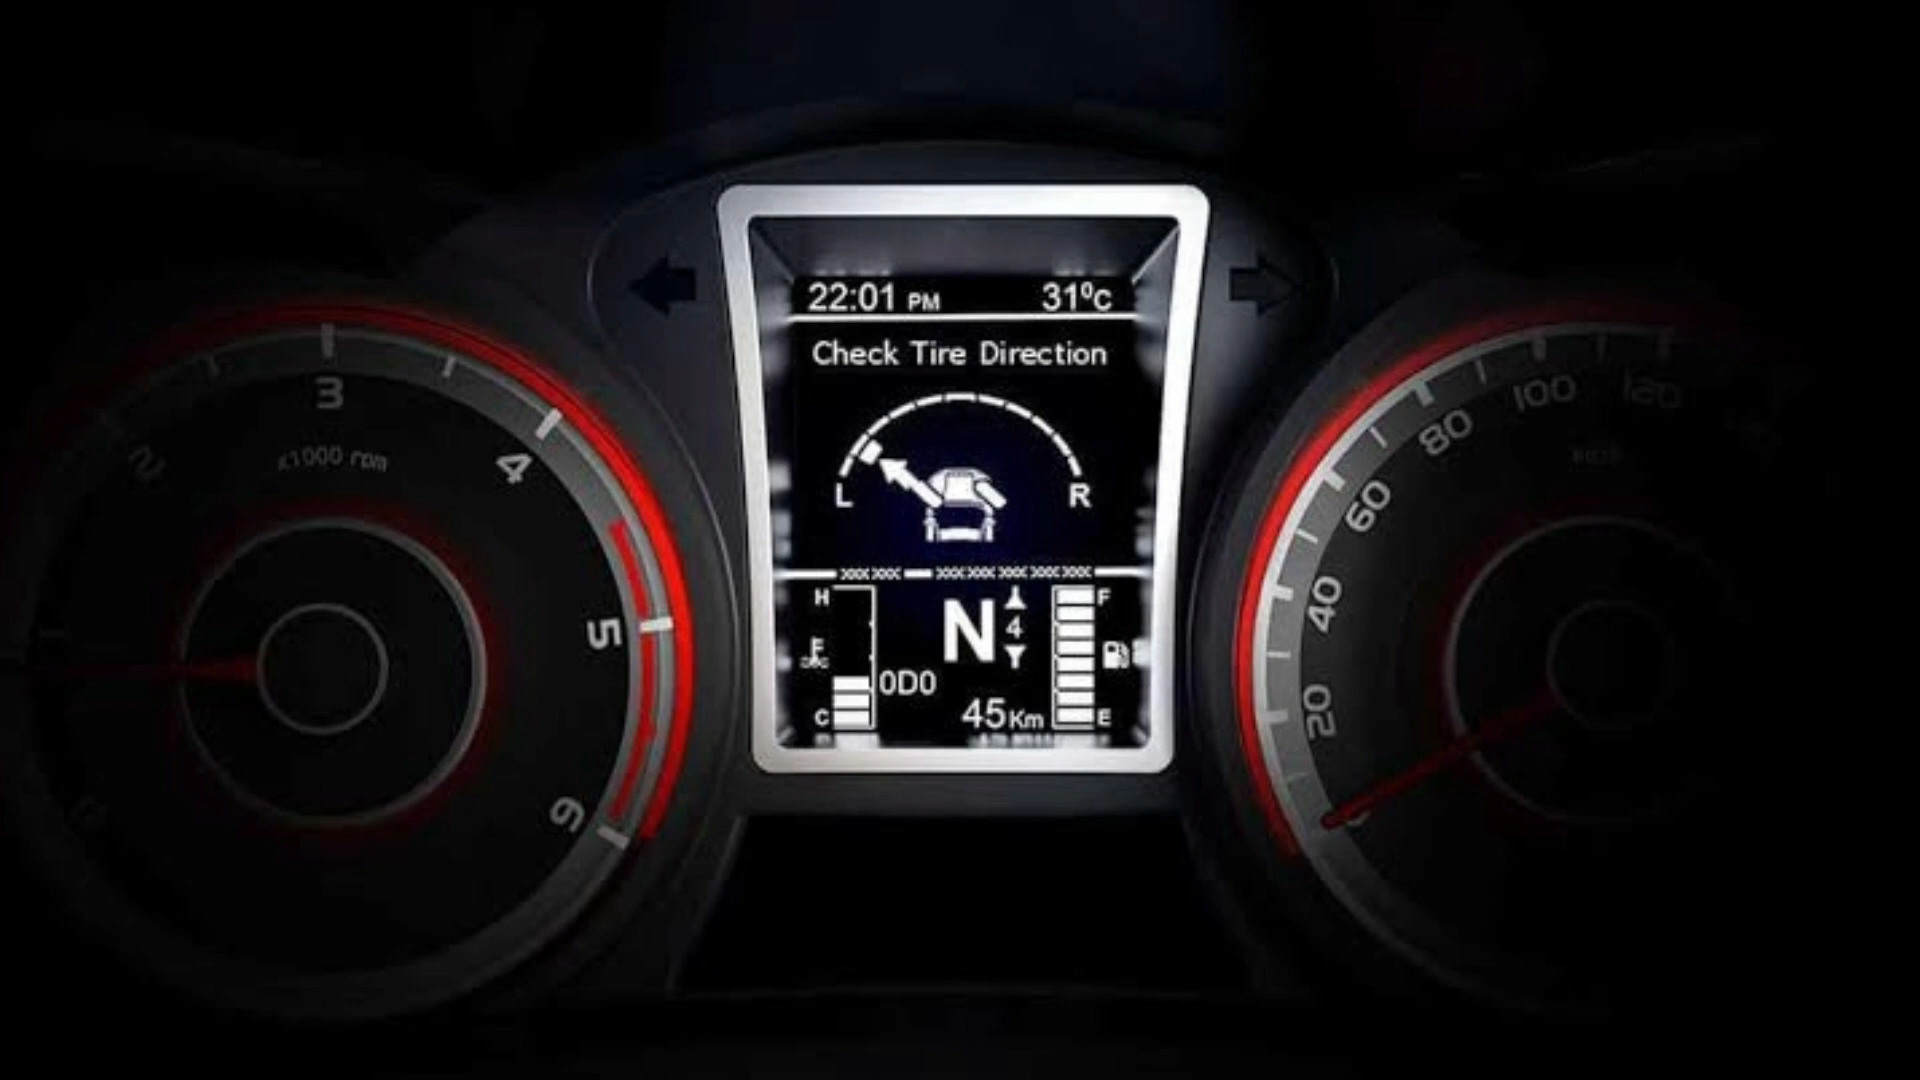 22:01 PM 31⁰C
Check Tire Direction
L R
H N 4 F
0D0
C 45Km E
2 3 4 5 6
x1000 rpm
20 40 60 80 100 120